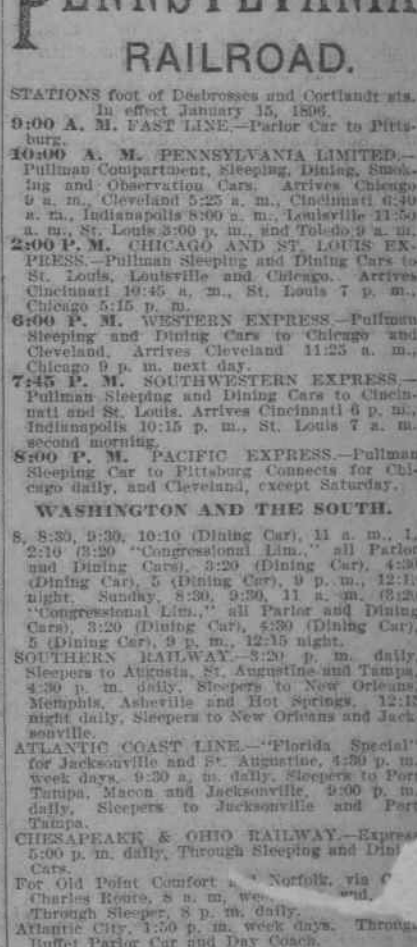 PENNSYLVANIA
RAILROAD.
STATIONS foot of Desbrosses and Cortlandt sts.
In effect January 15, 1896.
9:00 A. M. FAST LINE.—Parlor Car to Pitts-
burg.
10:00 A. M. PENNSYLVANIA LIMITED.—
Pullman Compartment, Sleeping, Dining, Smok-
ing and Observation Cars. Arrives Chicago
9 a. m., Cleveland 5:25 a. m., Cincinnati 6:40
a. m., Indianapolis 8:00 a. m., Louisville 11:50
a. m., St. Louis 3:00 p. m., and Toledo 9 a. m.
2:00 P. M. CHICAGO AND ST. LOUIS EX-
PRESS.—Pullman Sleeping and Dining Cars to
St. Louis, Louisville and Chicago. Arrives
Cincinnati 10:45 a. m., St. Louis 7 p. m.,
Chicago 5:15 p. m.
6:00 P. M. WESTERN EXPRESS.—Pullman
Sleeping and Dining Cars to Chicago and
Cleveland. Arrives Cleveland 11:25 a. m.,
Chicago 9 p. m. next day.
7:45 P. M. SOUTHWESTERN EXPRESS.—
Pullman Sleeping and Dining Cars to Cincin-
nati and St. Louis. Arrives Cincinnati 6 p. m.,
Indianapolis 10:15 p. m., St. Louis 7 a. m.
second morning.
8:00 P. M. PACIFIC EXPRESS.—Pullman
Sleeping Car to Pittsburg Connects for Chi-
cago daily, and Cleveland, except Saturday.
WASHINGTON AND THE SOUTH.
8, 8:30, 9:30, 10:10 (Dining Car), 11 a. m., 1,
2:10 (3:20 "Congressional Lim.," all Parlor
and Dining Cars), 3:20 (Dining Car), 4:30
(Dining Car), 5 (Dining Car), 9 p. m., 12:15
night. Sunday, 8:30, 9:30, 11 a. m. (3:20
"Congressional Lim.," all Parlor and Dining
Cars), 3:20 (Dining Car), 4:30 (Dining Car),
5 (Dining Car), 9 p. m., 12:15 night.
SOUTHERN RAILWAY.—3:20 p. m. daily,
Sleepers to Augusta, St. Augustine and Tampa,
4:30 p. m. daily, Sleepers to New Orleans,
Memphis, Asheville and Hot Springs, 12:15
night daily, Sleepers to New Orleans and Jack
sonville.
ATLANTIC COAST LINE.—"Florida Special"
for Jacksonville and St. Augustine, 4:30 p. m.
week days. 9:30 a. m. daily, Sleepers to Port
Tampa, Macon and Jacksonville, 9:00 p. m.
daily, Sleepers to Jacksonville and Port
Tampa.
CHESAPEAKE & OHIO RAILWAY.—Express
5:00 p. m. daily, Through Sleeping and Dining
Cars.
For Old Point Comfort and Norfolk, via C
Charles Route, 8 a. m, and,
Through Sleeper, 8 p. m. daily.
Atlantic City, 1:50 p. m. week days. Through
Buffet Parlor Car and Day Coach.